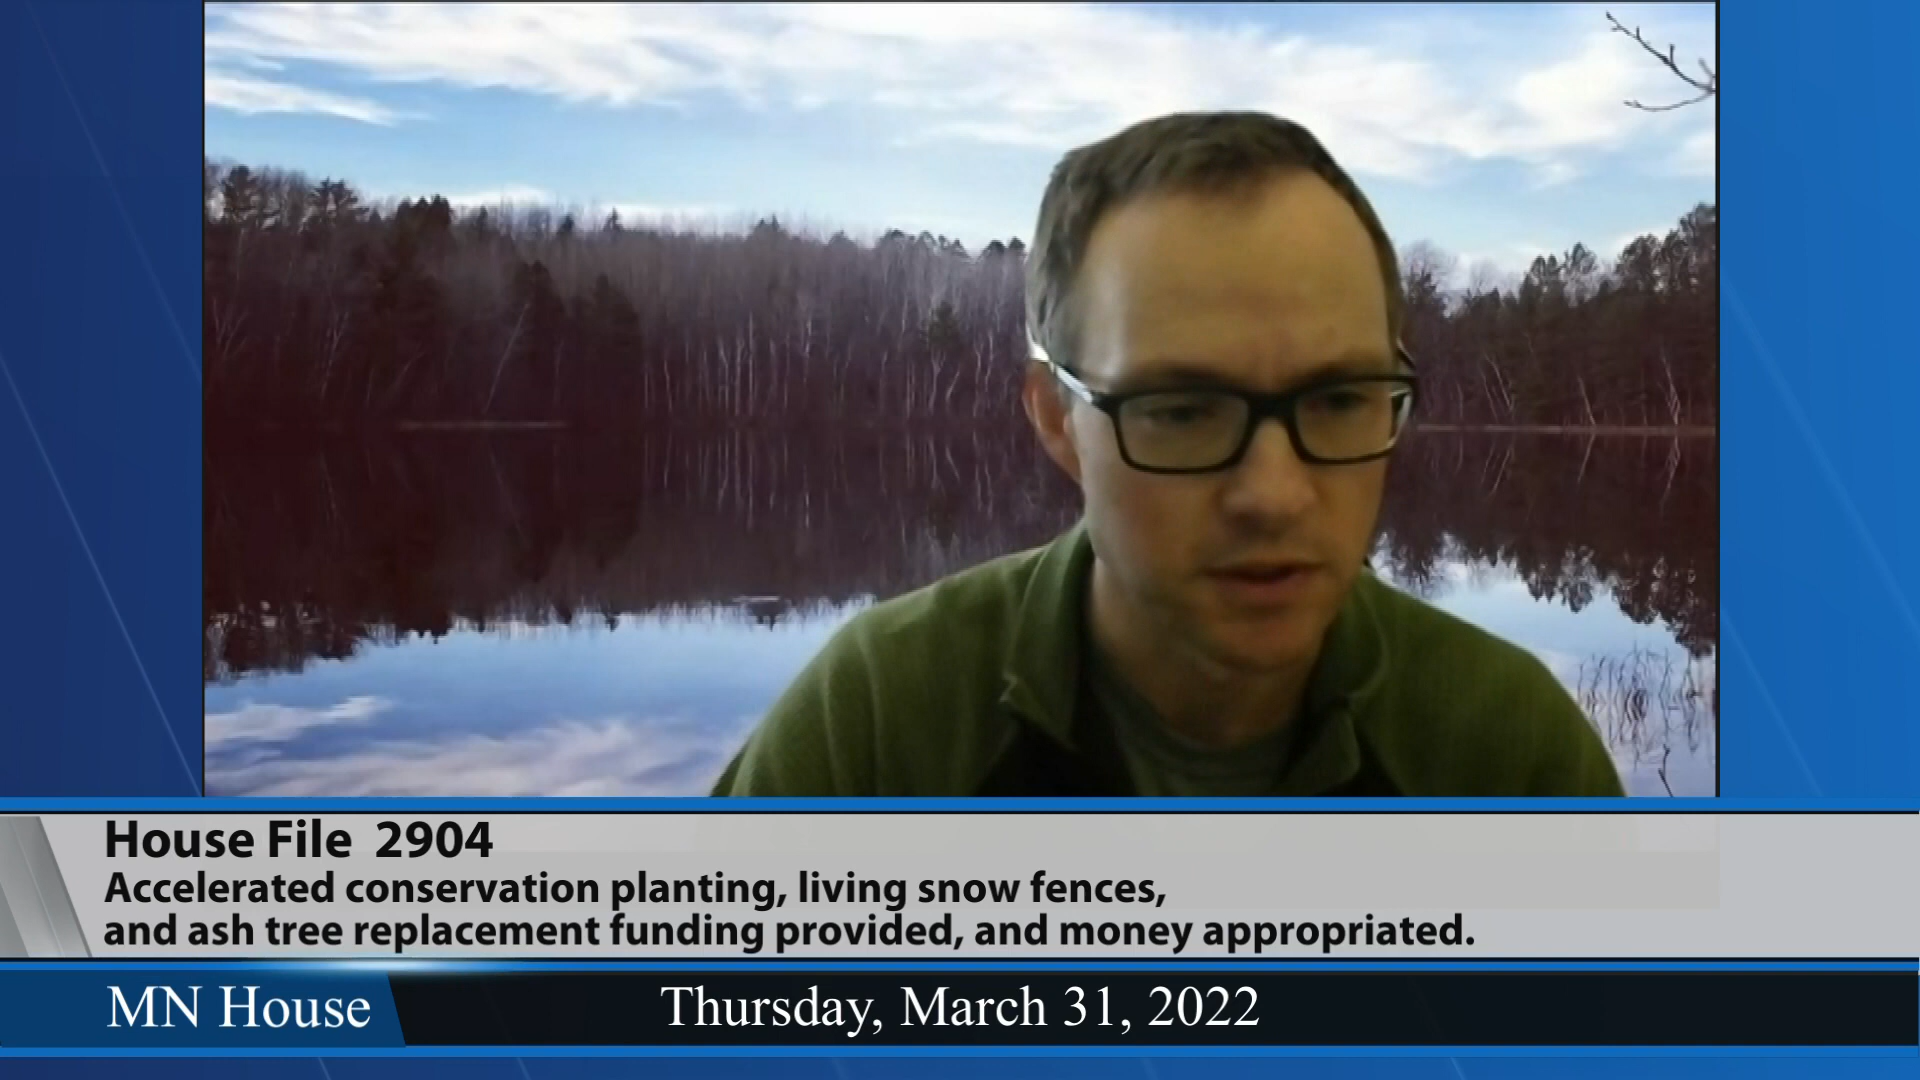 House File 2904
Accelerated conservation planting, living snow fences,
and ash tree replacement funding provided, and money appropriated.
MN House
Thursday, March 31, 2022